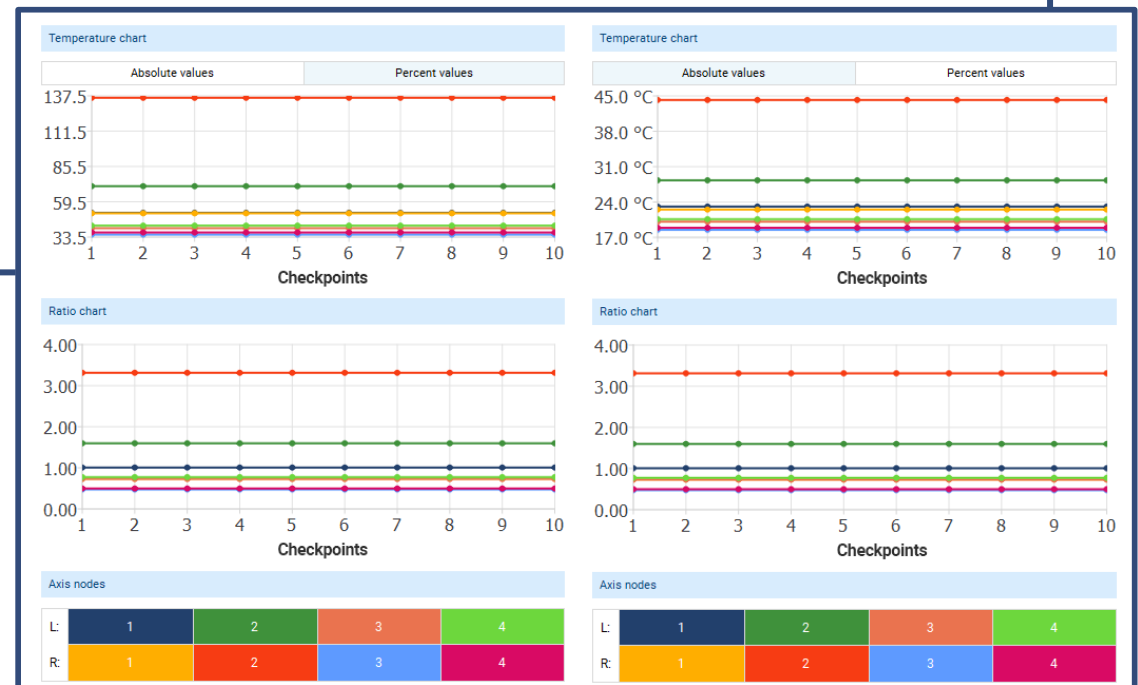 Temperature chart
Absolute values Percent values
137.5
111.5
85.5
59.5
33.5
1 2 3 4 5 6 7 8 9 10
Checkpoints
Ratio chart
4.00
3.00
2.00
1.00
0.00
1 2 3 4 5 6 7 8 9 10
Checkpoints
Axis nodes
L: 1 2 3 4
R: 1 2 3 4
Temperature chart
Absolute values Percent values
45.0 °C
38.0 °C
31.0 °C
24.0 °C
17.0 °C
1 2 3 4 5 6 7 8 9 10
Checkpoints
Ratio chart
4.00
3.00
2.00
1.00
0.00
1 2 3 4 5 6 7 8 9 10
Checkpoints
Axis nodes
L: 1 2 3 4
R: 1 2 3 4